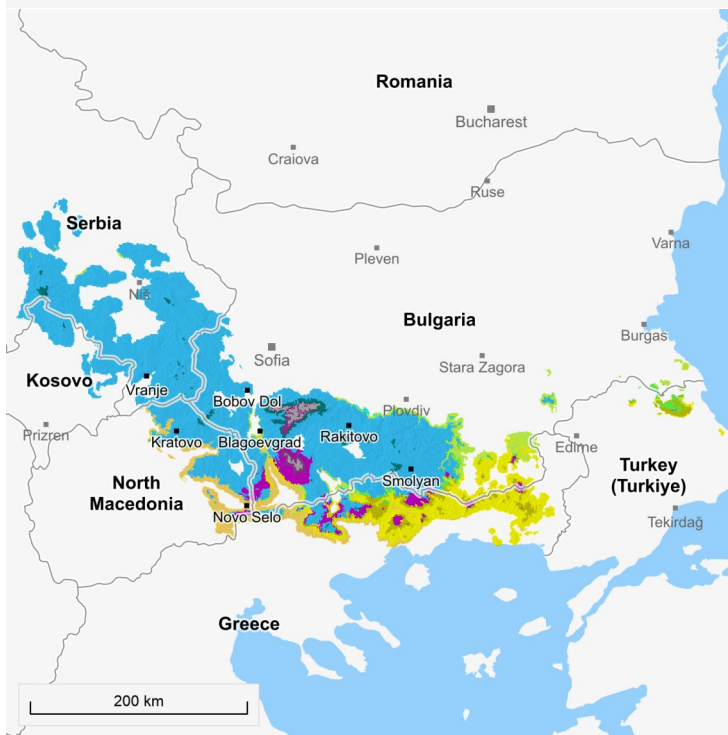 Romania
Bucharest
Craiova
Ruse
Serbia
Varna
Pleven
Niš
Bulgaria
Burgas
Sofia
Stara Zagora
Kosovo
Vranje
Bobov Dol
Plovdiv
Prizren
Kratovo
Blagoevgrad
Rakitovo
Edirne
North
Macedonia
Smolyan
Turkey
(Turkiye)
Novo Selo
Tekirdağ
Greece
200 km